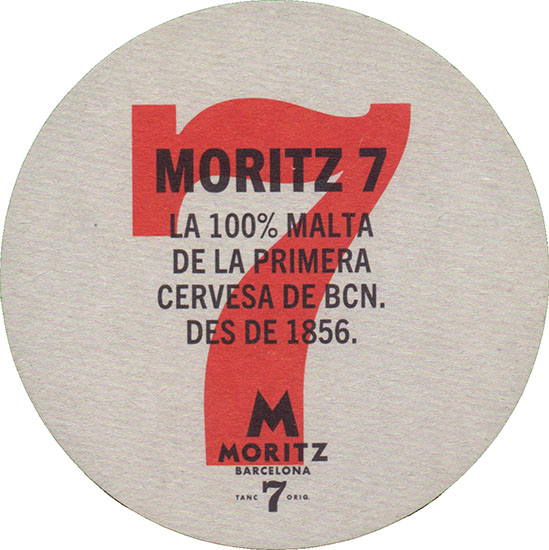 7
MORITZ 7
LA 100% MALTA
DE LA PRIMERA
CERVESA DE BCN.
DES DE 1856.
M
MORITZ
BARCELONA
TANC 7 ORIG.